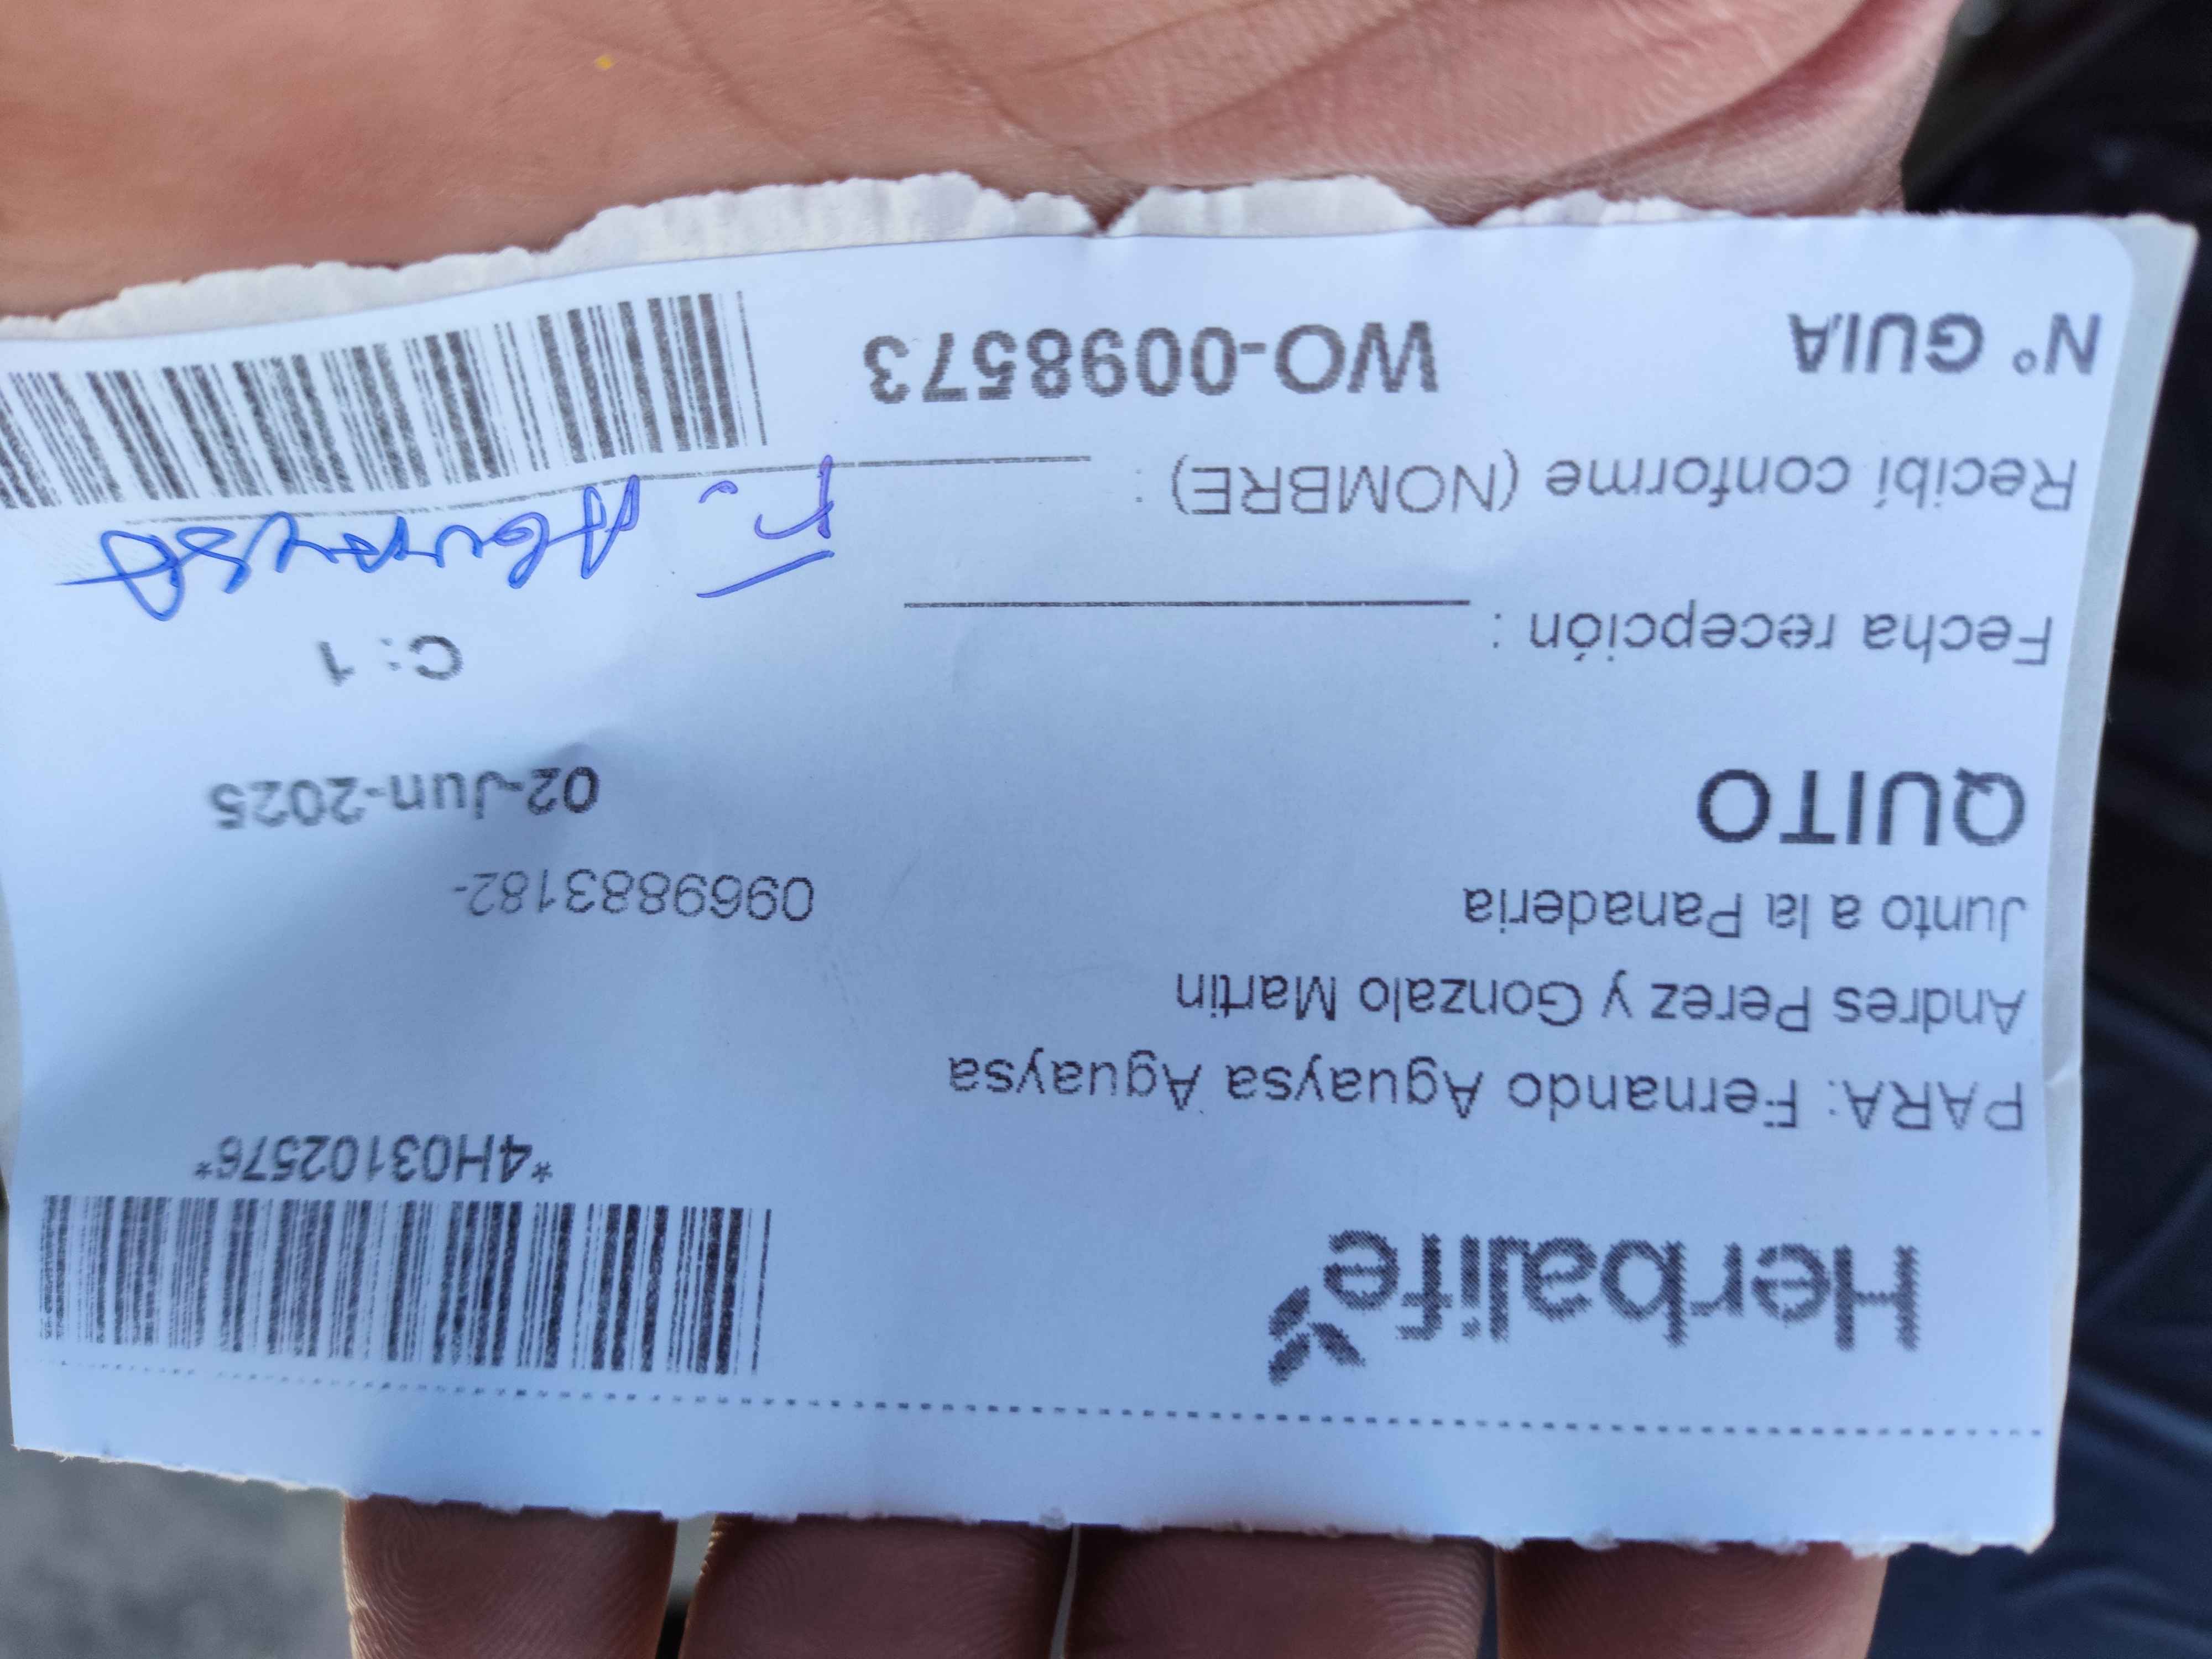 Herbalife
*4H03102576*
PARA: Fernando Aguaysa Aguaysa
Andres Perez y Gonzalo Martin
Junto a la Panaderia
0969883182-
QUITO
02-Jun-2025
C: 1
Fecha recepción :
Recibí conforme (NOMBRE) :
F. Aguaysa
N° GUIA
WO-0098573